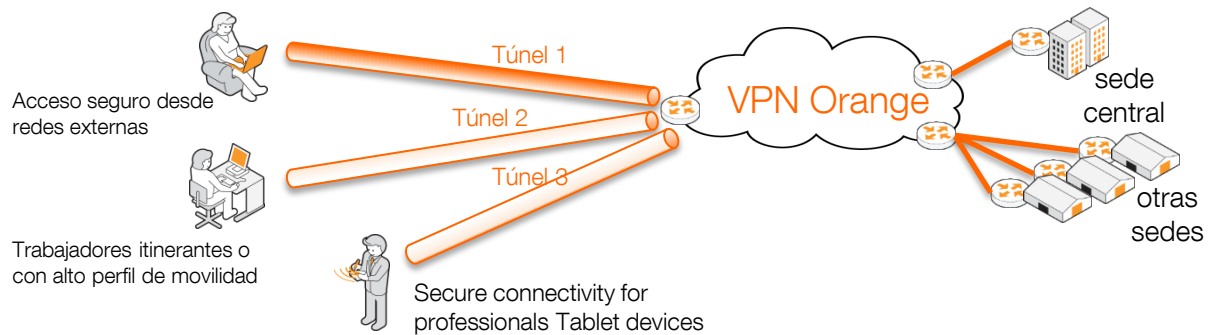 Túnel 1
VPN Orange
sede
central
Acceso seguro desde
redes externas
Túnel 2
Túnel 3
otras
sedes
Trabajadores itinerantes o
con alto perfil de movilidad
Secure connectivity for
professionals Tablet devices